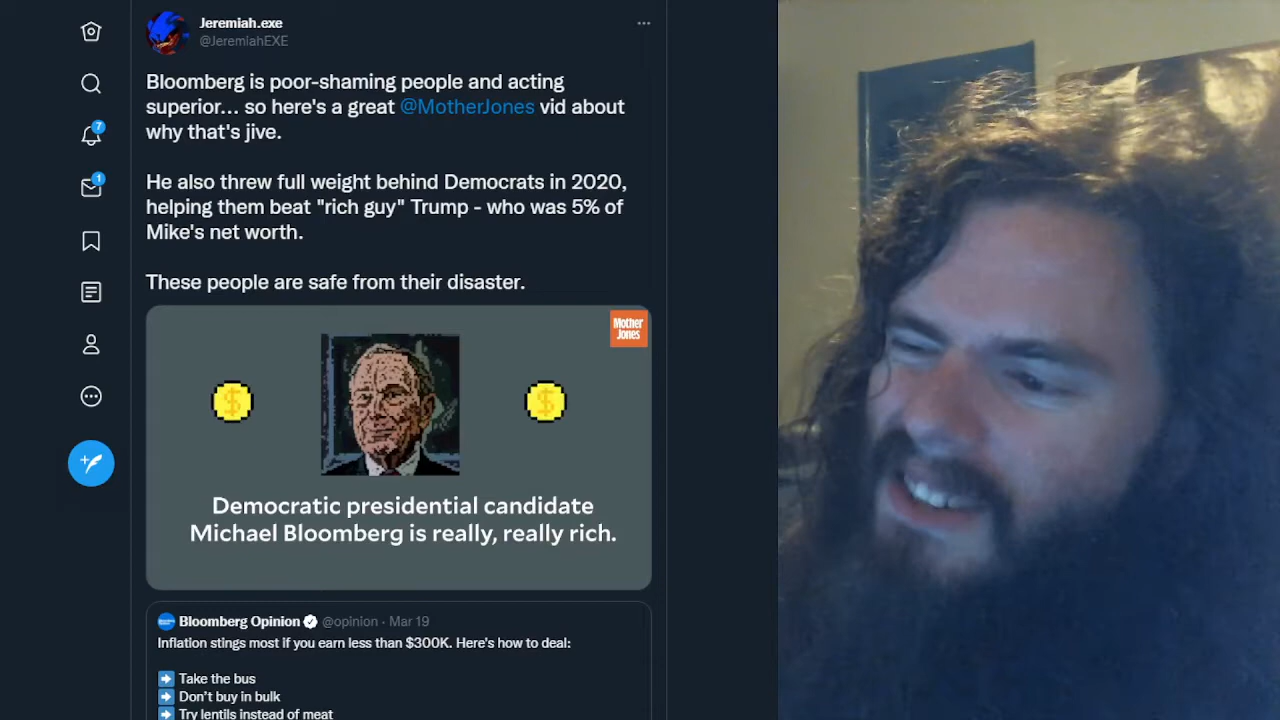 Jeremiah.exe
@JeremiahEXE
Bloomberg is poor-shaming people and acting
superior... so here's a great @MotherJones vid about
why that's jive.
He also threw full weight behind Democrats in 2020,
helping them beat "rich guy" Trump - who was 5% of
Mike's net worth.
These people are safe from their disaster.
Mother
Jones
Democratic presidential candidate
Michael Bloomberg is really, really rich.
Bloomberg Opinion @opinion · Mar 19
Inflation stings most if you earn less than $300K. Here's how to deal:
➡ Take the bus
➡ Don't buy in bulk
➡ Try lentils instead of meat
7
1